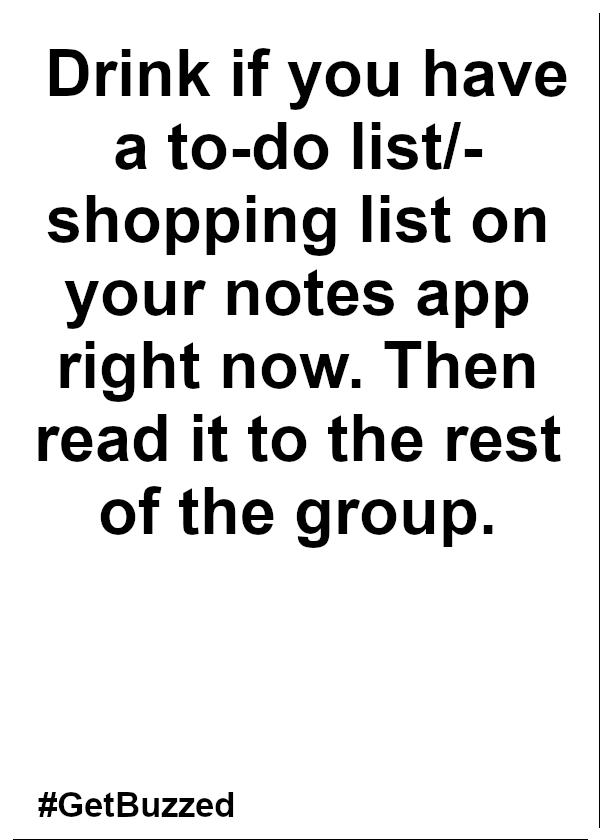 Drink if you have
a to-do list/-
shopping list on
your notes app
right now. Then
read it to the rest
of the group.
#GetBuzzed